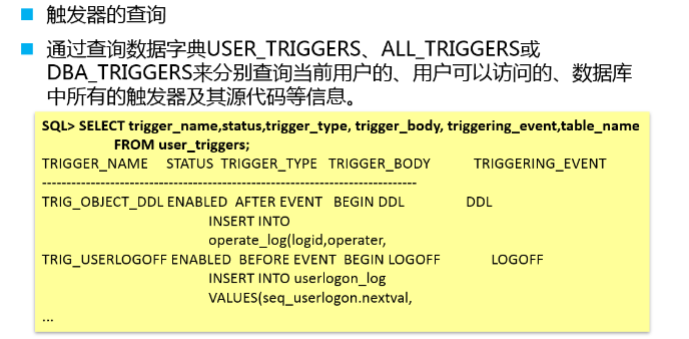 触发器的查询
通过查询数据字典USER_TRIGGERS、ALL_TRIGGERS或
DBA_TRIGGERS来分别查询当前用户的、用户可以访问的、数据库
中所有的触发器及其源代码等信息。
SQL> SELECT trigger_name,status,trigger_type, trigger_body, triggering_event,table_name
FROM user_triggers;
TRIGGER_NAME STATUS TRIGGER_TYPE TRIGGER_BODY TRIGGERING_EVENT
------------------------------------------------------------------------------
TRIG_OBJECT_DDL ENABLED AFTER EVENT BEGIN DDL DDL
INSERT INTO
operate_log(logid,operater,
TRIG_USERLOGOFF ENABLED BEFORE EVENT BEGIN LOGOFF LOGOFF
INSERT INTO userlogon_log
VALUES(seq_userlogon.nextval,
...